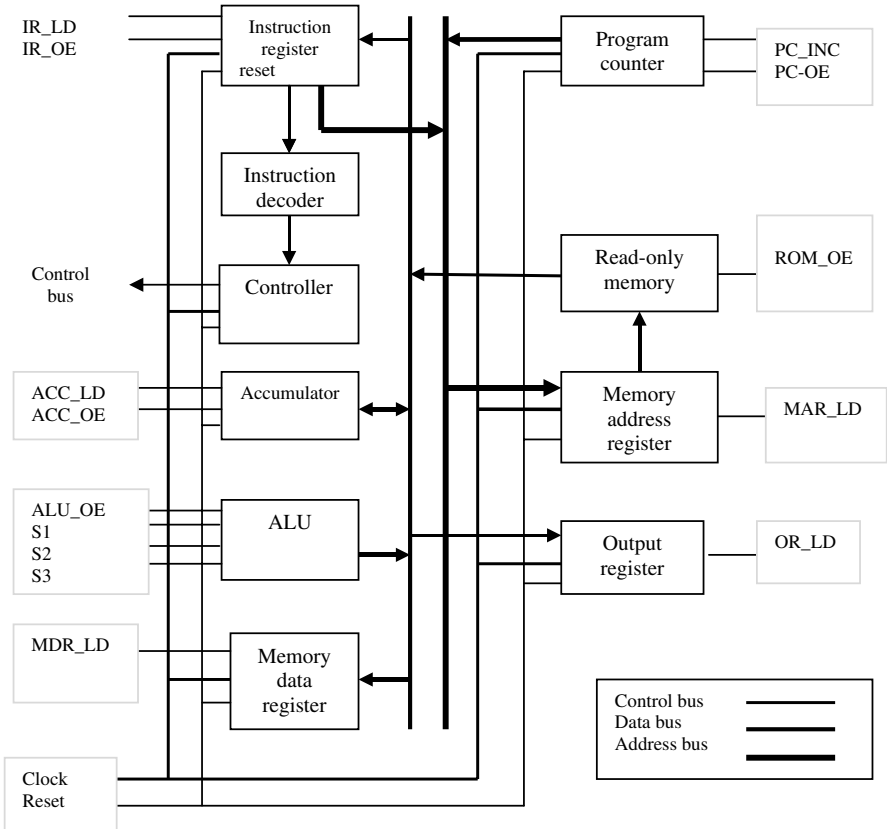 IR_LD
IR_OE
Instruction
register
reset
Program
counter
PC_INC
PC-OE
Instruction
decoder
Control
bus
Controller
Read-only
memory
ROM_OE
ACC_LD
ACC_OE
Accumulator
Memory
address
register
MAR_LD
ALU_OE
S1
S2
S3
ALU
Output
register
OR_LD
MDR_LD
Memory
data
register
Control bus
Data bus
Address bus
Clock
Reset